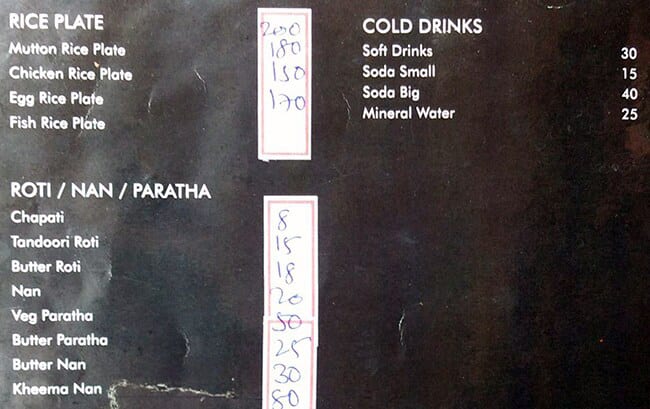 RICE PLATE
Mutton Rice Plate 200
Chicken Rice Plate 180
Egg Rice Plate 150
Fish Rice Plate 170
ROTI / NAN / PARATHA
Chapati 8
Tandoori Roti 15
Butter Roti 18
Nan 20
Veg Paratha 50
Butter Paratha 25
Butter Nan 30
Kheema Nan 80
COLD DRINKS
Soft Drinks 30
Soda Small 15
Soda Big 40
Mineral Water 25